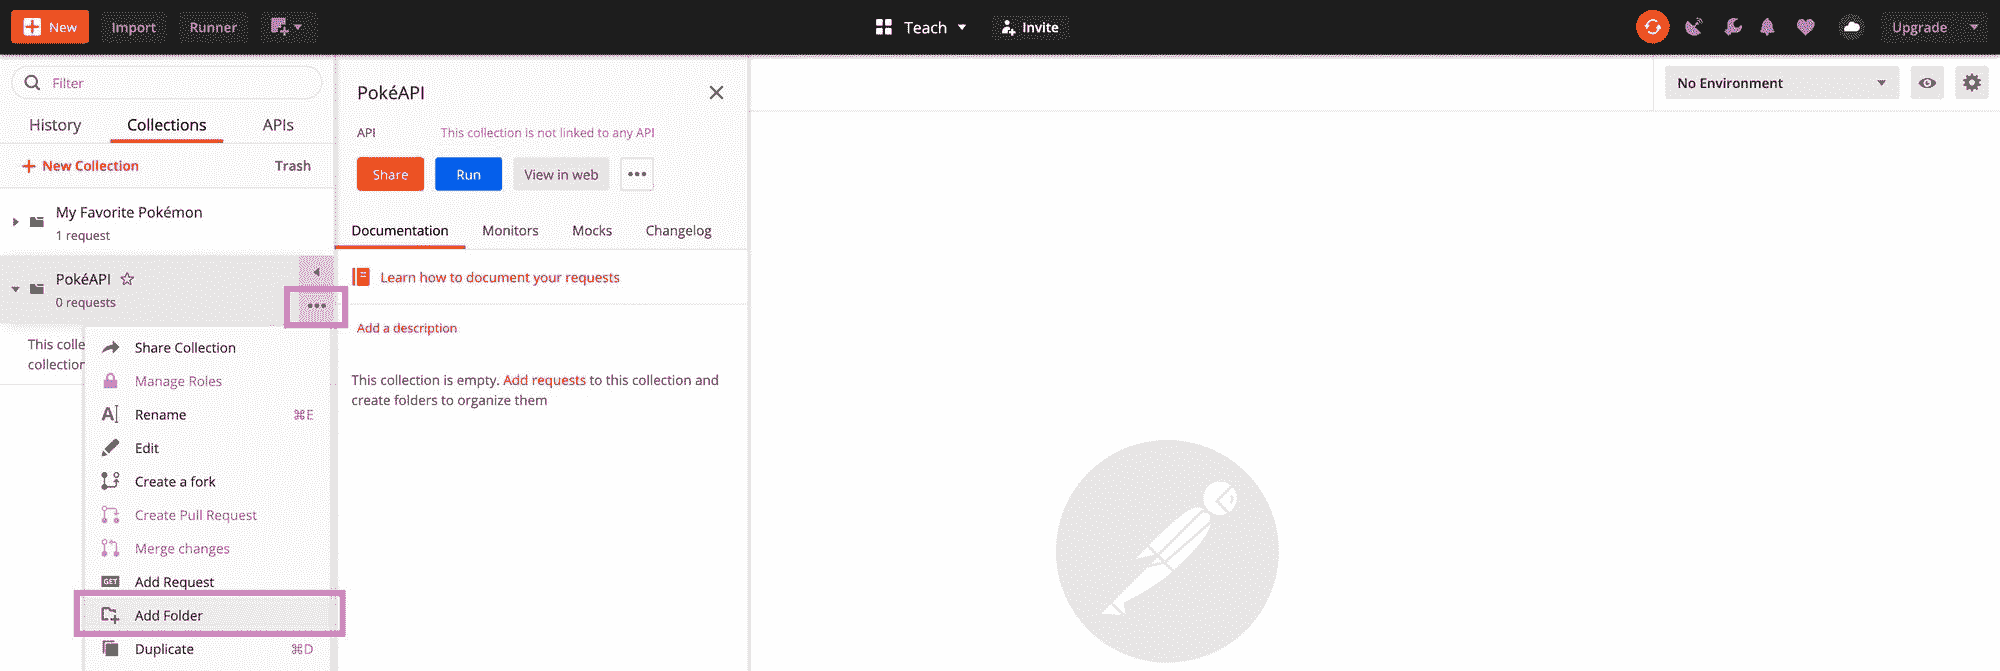 New Import Runner Teach Invite Upgrade
Filter
History Collections APIs
New Collection Trash
My Favorite Pokémon
1 request
PokéAPI
0 requests
This colle
collection
Share Collection
Manage Roles
Rename ⌘E
Edit
Create a fork
Create Pull Request
Merge changes
GET Add Request
Add Folder
Duplicate ⌘D
PokéAPI
API This collection is not linked to any API
Share Run View in web
Documentation Monitors Mocks Changelog
Learn how to document your requests
Add a description
This collection is empty. Add requests to this collection and
create folders to organize them
No Environment